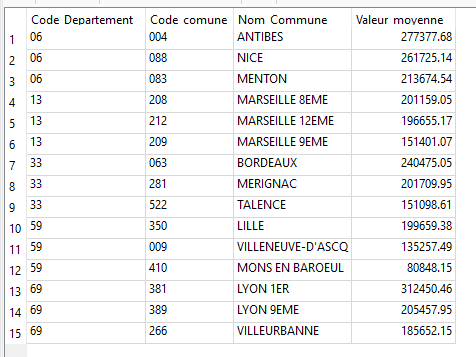 Code Departement Code comune Nom Commune Valeur moyenne
1 06 004 ANTIBES 277377.68
2 06 088 NICE 261725.14
3 06 083 MENTON 213674.54
4 13 208 MARSEILLE 8EME 201159.05
5 13 212 MARSEILLE 12EME 196655.17
6 13 209 MARSEILLE 9EME 151401.07
7 33 063 BORDEAUX 240475.05
8 33 281 MERIGNAC 201709.95
9 33 522 TALENCE 151098.61
10 59 350 LILLE 199659.38
11 59 009 VILLENEUVE-D'ASCQ 135257.49
12 59 410 MONS EN BAROEUL 80848.15
13 69 381 LYON 1ER 312450.46
14 69 389 LYON 9EME 205457.95
15 69 266 VILLEURBANNE 185652.15